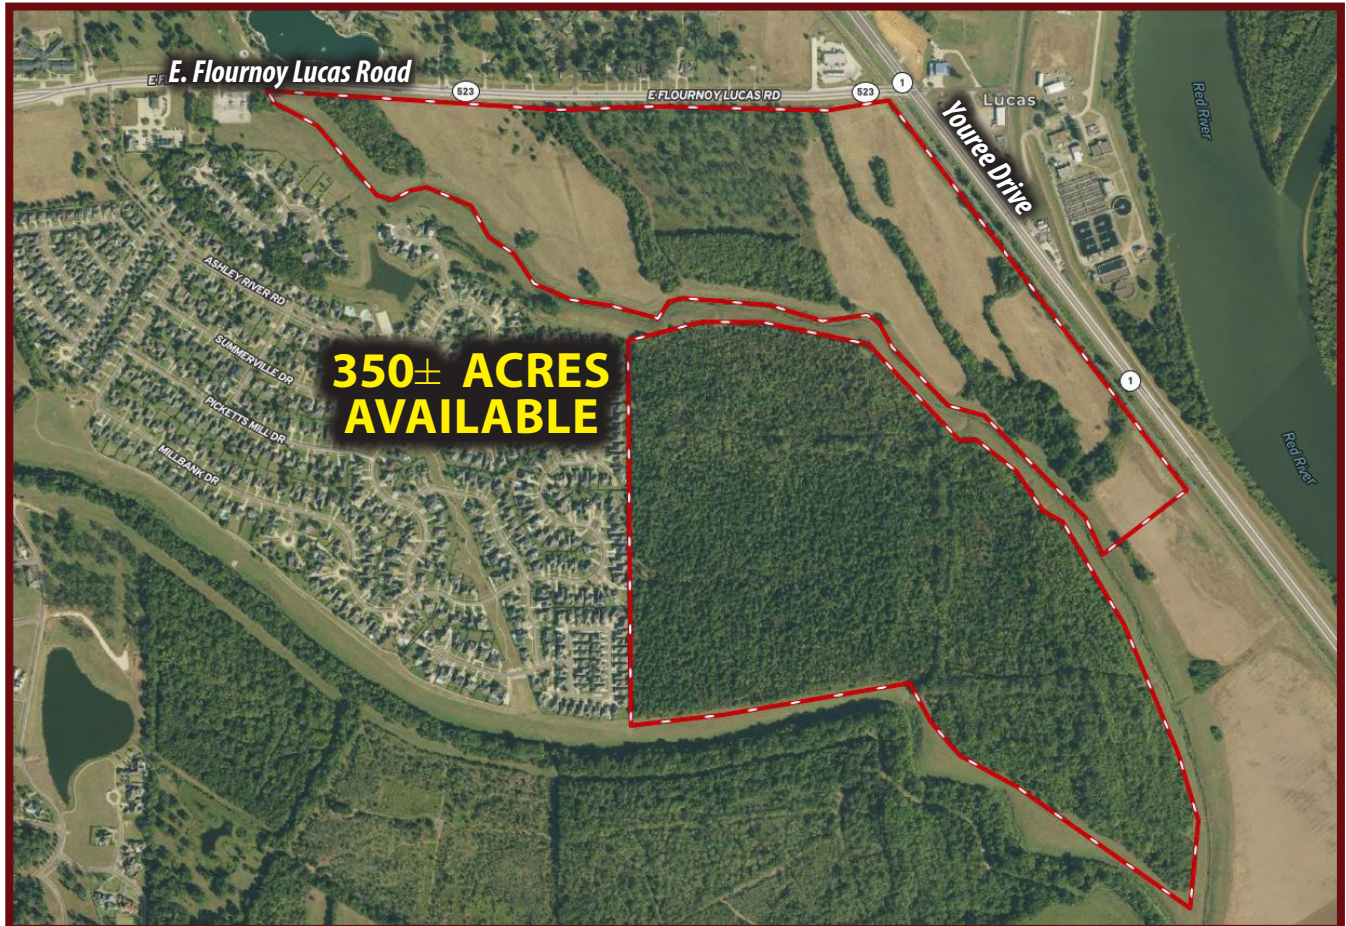 E. Flournoy Lucas Road
523
E FLOURNOY LUCAS RD
523
1
Lucas
Youree Drive
Red River
ASHLEY RIVER RD
SUMMERVILLE DR
PICKETTS MILL DR
MILLBANK DR
350± ACRES
AVAILABLE
1
Red River